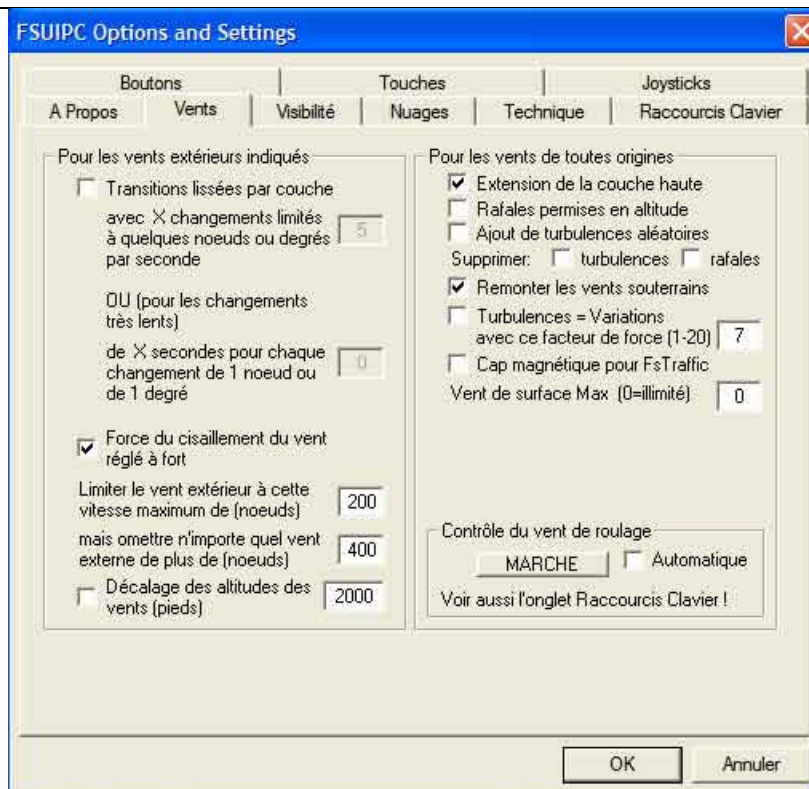 FSUIPC Options and Settings
Boutons
Touches
Joysticks
A Propos
Vents
Visibilité
Nuages
Technique
Raccourcis Clavier
Pour les vents extérieurs indiqués
Transitions lissées par couche
avec X changements limités
à quelques noeuds ou degrés
par seconde
5
OU (pour les changements
très lents)
de X secondes pour chaque
changement de 1 noeud ou
de 1 degré
0
Force du cisaillement du vent
réglé à fort
Limiter le vent extérieur à cette
vitesse maximum de (noeuds)
200
mais omettre n'importe quel vent
externe de plus de (noeuds)
400
Décalage des altitudes des
vents (pieds)
2000
Pour les vents de toutes origines
Extension de la couche haute
Rafales permises en altitude
Ajout de turbulences aléatoires
Supprimer: turbulences rafales
Remonter les vents souterrains
Turbulences = Variations
avec ce facteur de force (1-20)
7
Cap magnétique pour FsTraffic
Vent de surface Max (0=illimité)
0
Contrôle du vent de roulage
MARCHE
Automatique
Voir aussi l'onglet Raccourcis Clavier !
OK
Annuler